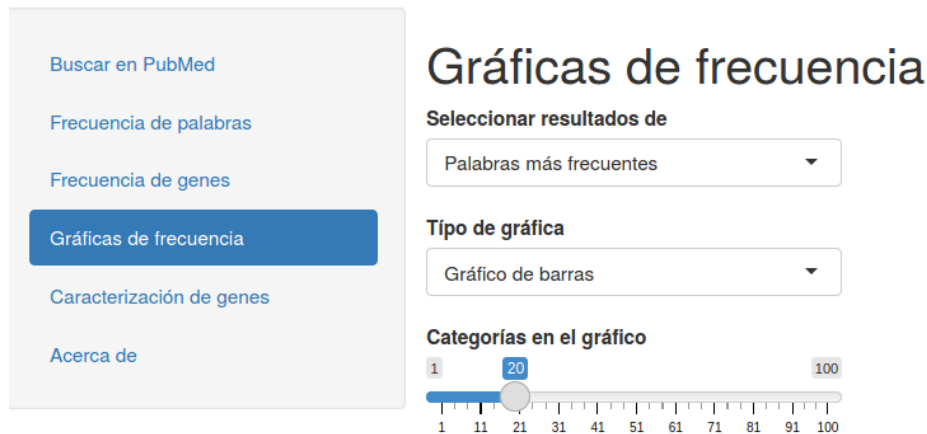 Buscar en PubMed
Frecuencia de palabras
Frecuencia de genes
Gráficas de frecuencia
Caracterización de genes
Acerca de
Gráficas de frecuencia
Seleccionar resultados de
Palabras más frecuentes
Típo de gráfica
Gráfico de barras
Categorías en el gráfico
1 20 100
1 11 21 31 41 51 61 71 81 91 100